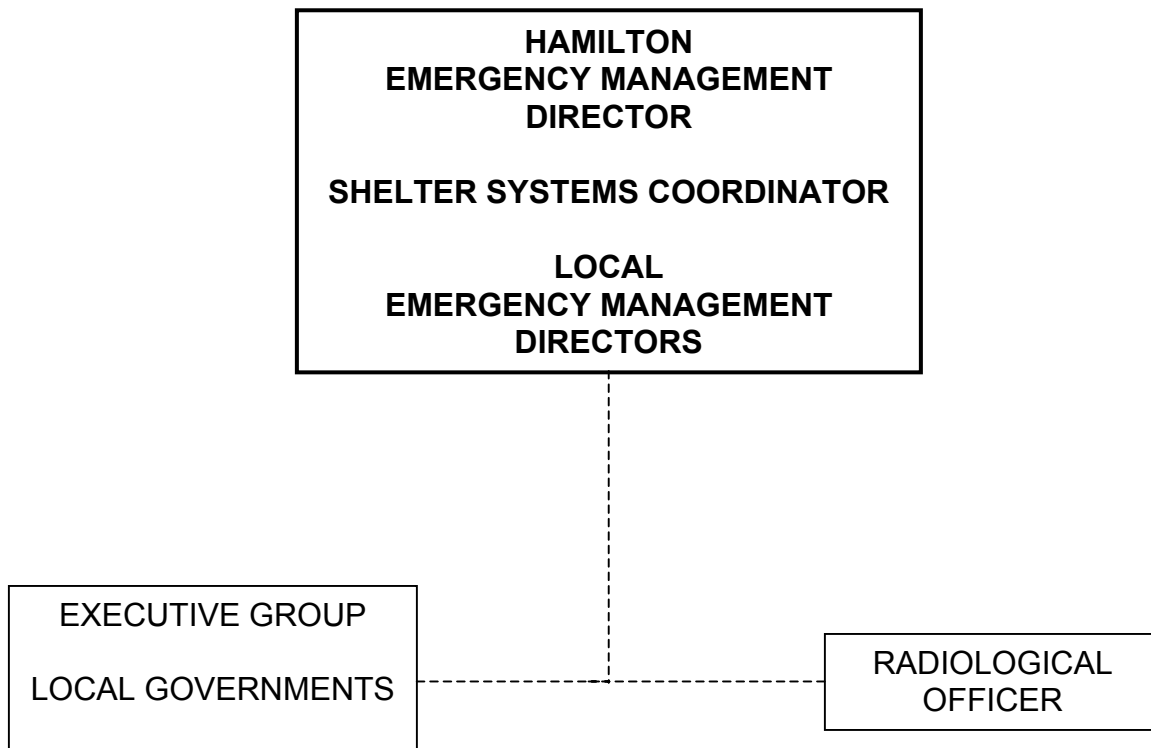 HAMILTON
EMERGENCY MANAGEMENT
DIRECTOR
SHELTER SYSTEMS COORDINATOR
LOCAL
EMERGENCY MANAGEMENT
DIRECTORS
EXECUTIVE GROUP
LOCAL GOVERNMENTS
RADIOLOGICAL
OFFICER